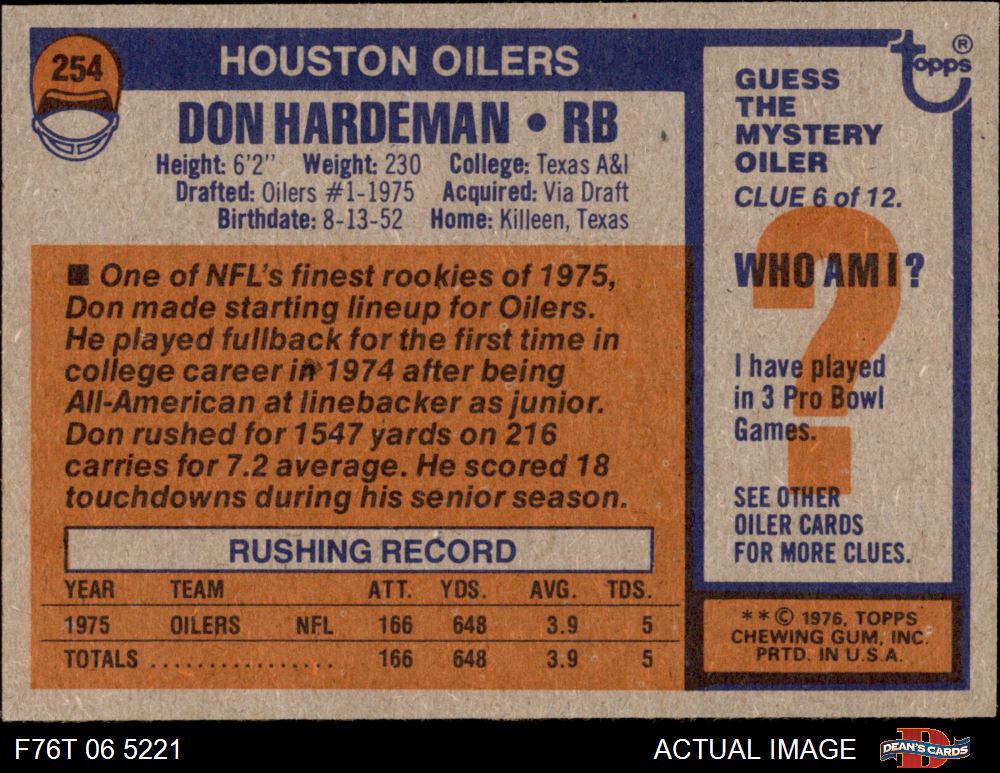 254
HOUSTON OILERS
DON HARDEMAN • RB
Height: 6'2" Weight: 230 College: Texas A&I
Drafted: Oilers #1-1975 Acquired: Via Draft
Birthdate: 8-13-52 Home: Killeen, Texas
■ One of NFL's finest rookies of 1975,
Don made starting lineup for Oilers.
He played fullback for the first time in
college career in 1974 after being
All-American at linebacker as junior.
Don rushed for 1547 yards on 216
carries for 7.2 average. He scored 18
touchdowns during his senior season.
RUSHING RECORD
YEAR TEAM ATT. YDS. AVG. TDS.
1975 OILERS NFL 166 648 3.9 5
TOTALS ................ 166 648 3.9 5
topps ®
GUESS
THE
MYSTERY
OILER
CLUE 6 of 12.
?
WHO AM I?
I have played
in 3 Pro Bowl
Games.
SEE OTHER
OILER CARDS
FOR MORE CLUES.
**© 1976, TOPPS
CHEWING GUM, INC.
PRTD. IN U.S.A.
F76T 06 5221 ACTUAL IMAGE
D
DEAN'S CARDS